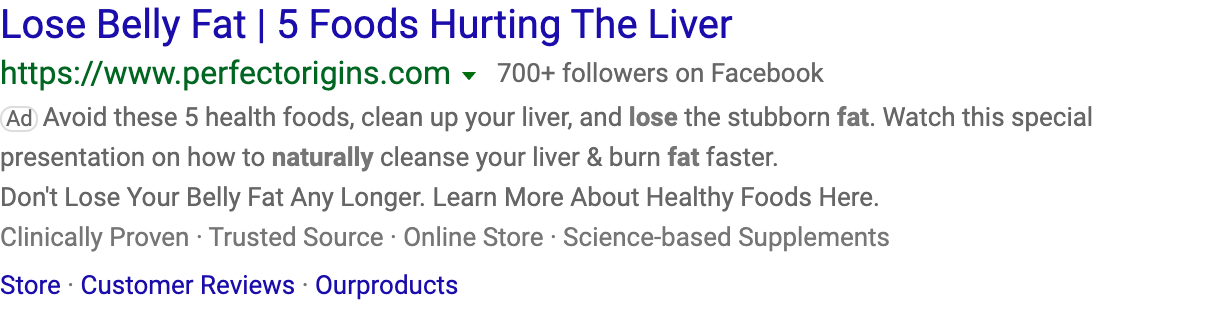 Lose Belly Fat | 5 Foods Hurting The Liver
https://www.perfectorigins.com 700+ followers on Facebook
Ad Avoid these 5 health foods, clean up your liver, and lose the stubborn fat. Watch this special
presentation on how to naturally cleanse your liver & burn fat faster.
Don't Lose Your Belly Fat Any Longer. Learn More About Healthy Foods Here.
Clinically Proven · Trusted Source · Online Store · Science-based Supplements
Store · Customer Reviews · Ourproducts